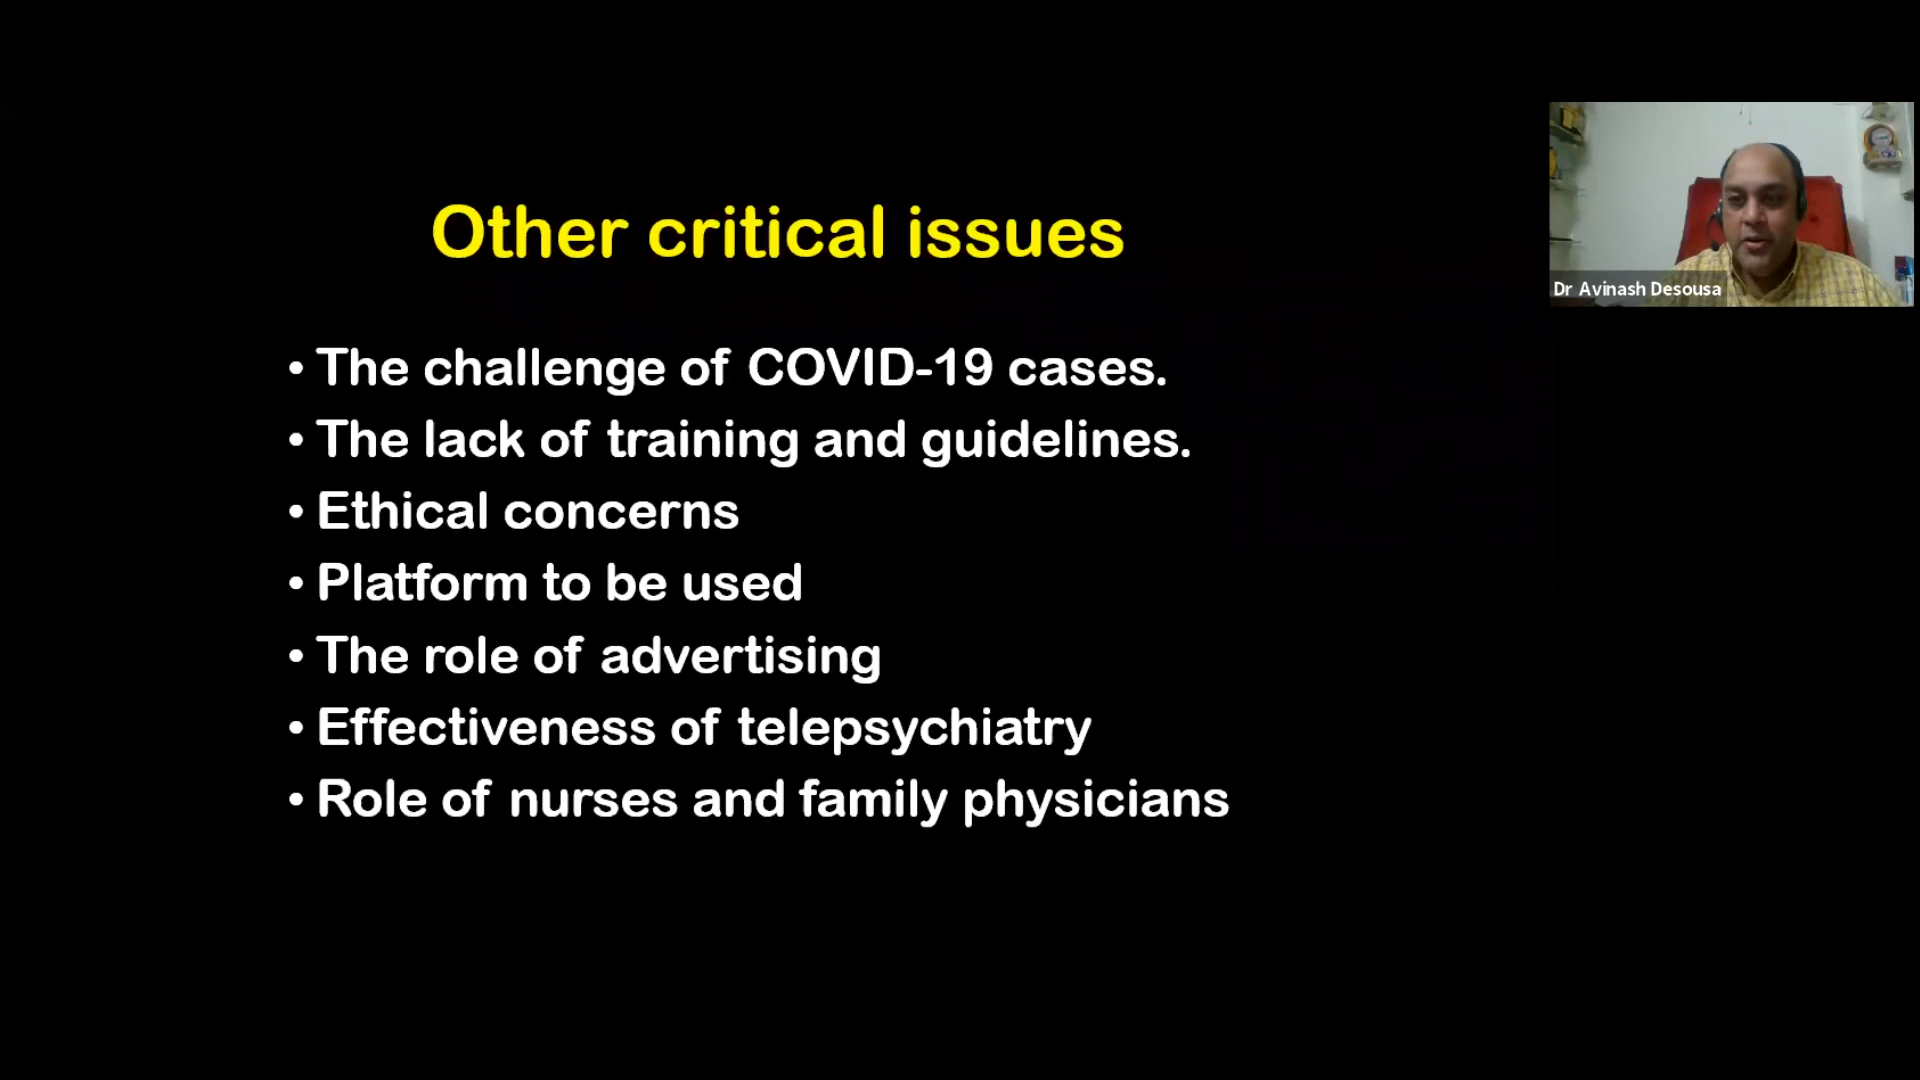 Other critical issues
• The challenge of COVID-19 cases.
• The lack of training and guidelines.
• Ethical concerns
• Platform to be used
• The role of advertising
• Effectiveness of telepsychiatry
• Role of nurses and family physicians
Dr Avinash Desousa